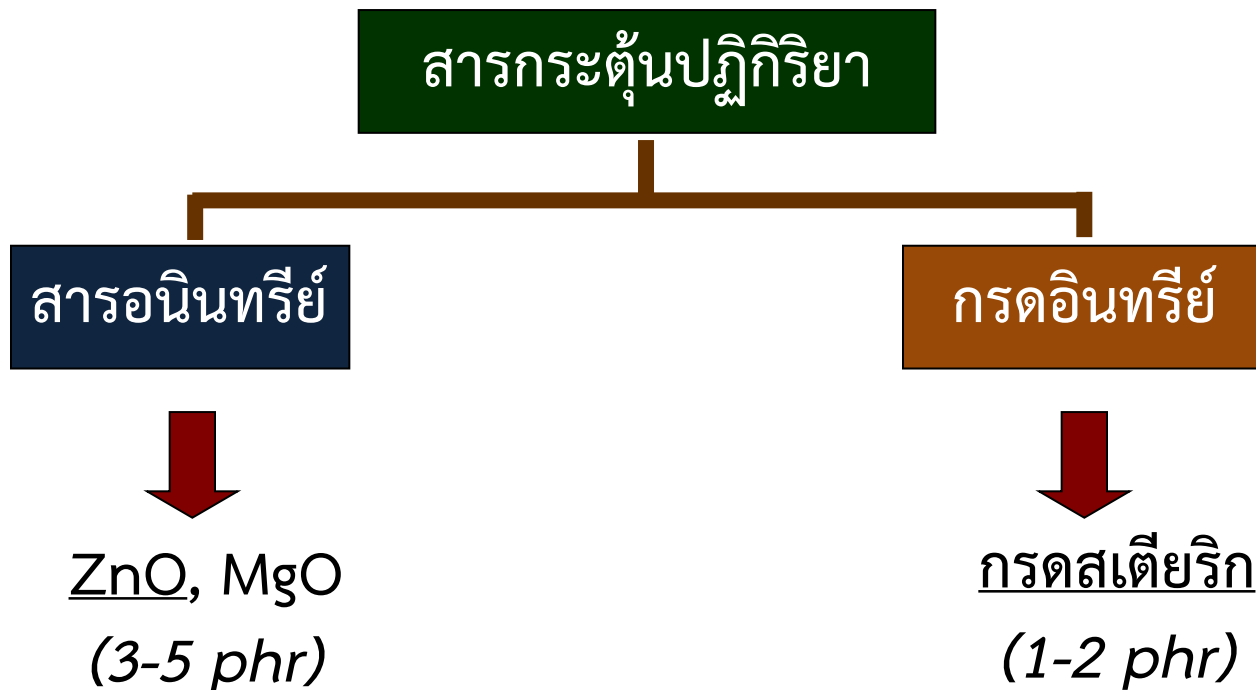 สารกระตุ้นปฏิกิริยา
สารอนินทรีย์
กรดอินทรีย์
ZnO, MgO
(3-5 phr)
กรดสเตียริก
(1-2 phr)